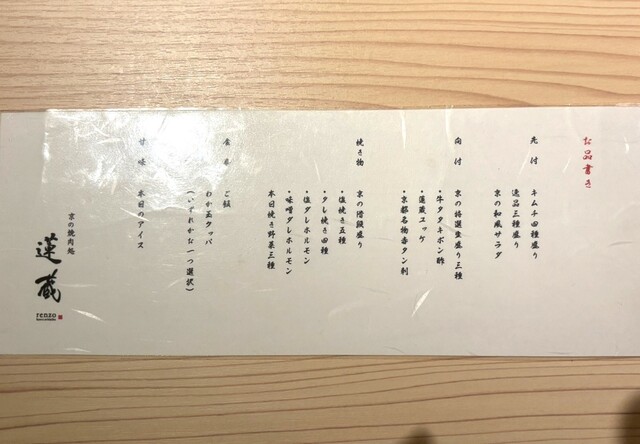 お品書き
先付
キムチ四種盛り
逸品三種盛り
京の和風サラダ
向付
京の特選皿盛り三種
・牛タタキポン酢
・蓮蔵ユッケ
・京都名物赤タン刺
焼き物
京の階段盛り
・塩焼き五種
・タレ焼き四種
・塩ダレホルモン
・味噌ダレホルモン
本日焼き野菜三種
食事
ご飯
わか玉クッパ
(いずれかお一つ選択)
甘味
本日のアイス
京の焼肉処
蓮蔵
renzo